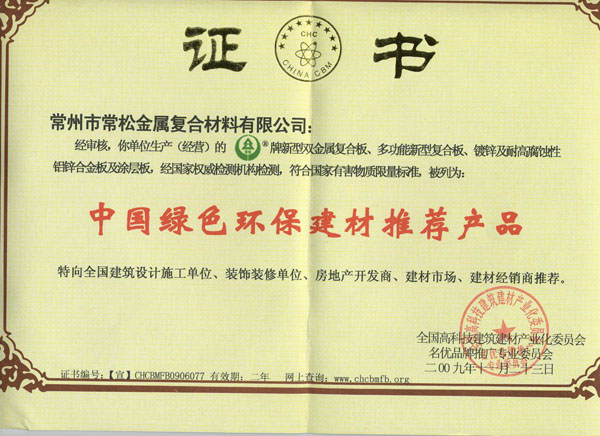 证书
CHC
CHINA CBM
常州市常松金属复合材料有限公司:
经审核, 你单位生产（经营）的®牌新型双金属复合板、多功能新型复合板、镀锌及耐高腐蚀性
铝锌合金板及涂层板, 经国家权威检测机构检测, 符合国家有害物质限量标准, 被列为:
中国绿色环保建材推荐产品
特向全国建筑设计施工单位、装饰装修单位、房地产开发商、建材市场、建材经销商推荐。
全国高科技建筑建材产业化委员会
名优品牌推广专业委员会
二00九年十一月二十三日
证书编号:【宣】CHCBMFB0906077 有效期: 二年 网上查询: www.chcbmfb.org